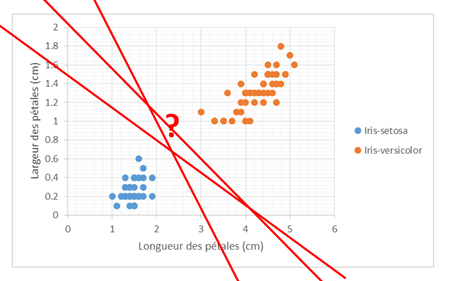 2
1.8
1.6
1.4
1.2
1
0.8
0.6
0.4
0.2
0
Largeur des pétales (cm)
?
0 1 2 3 4 5 6
Longueur des pétales (cm)
Iris-setosa
Iris-versicolor